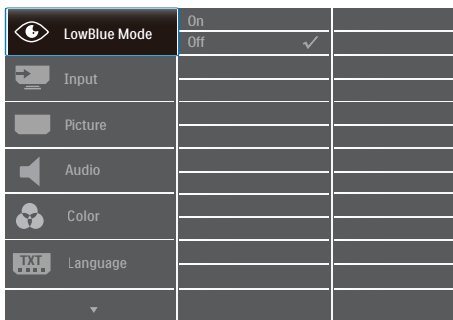 LowBlue Mode
On
Off
Input
Picture
Audio
Color
TXT
Language